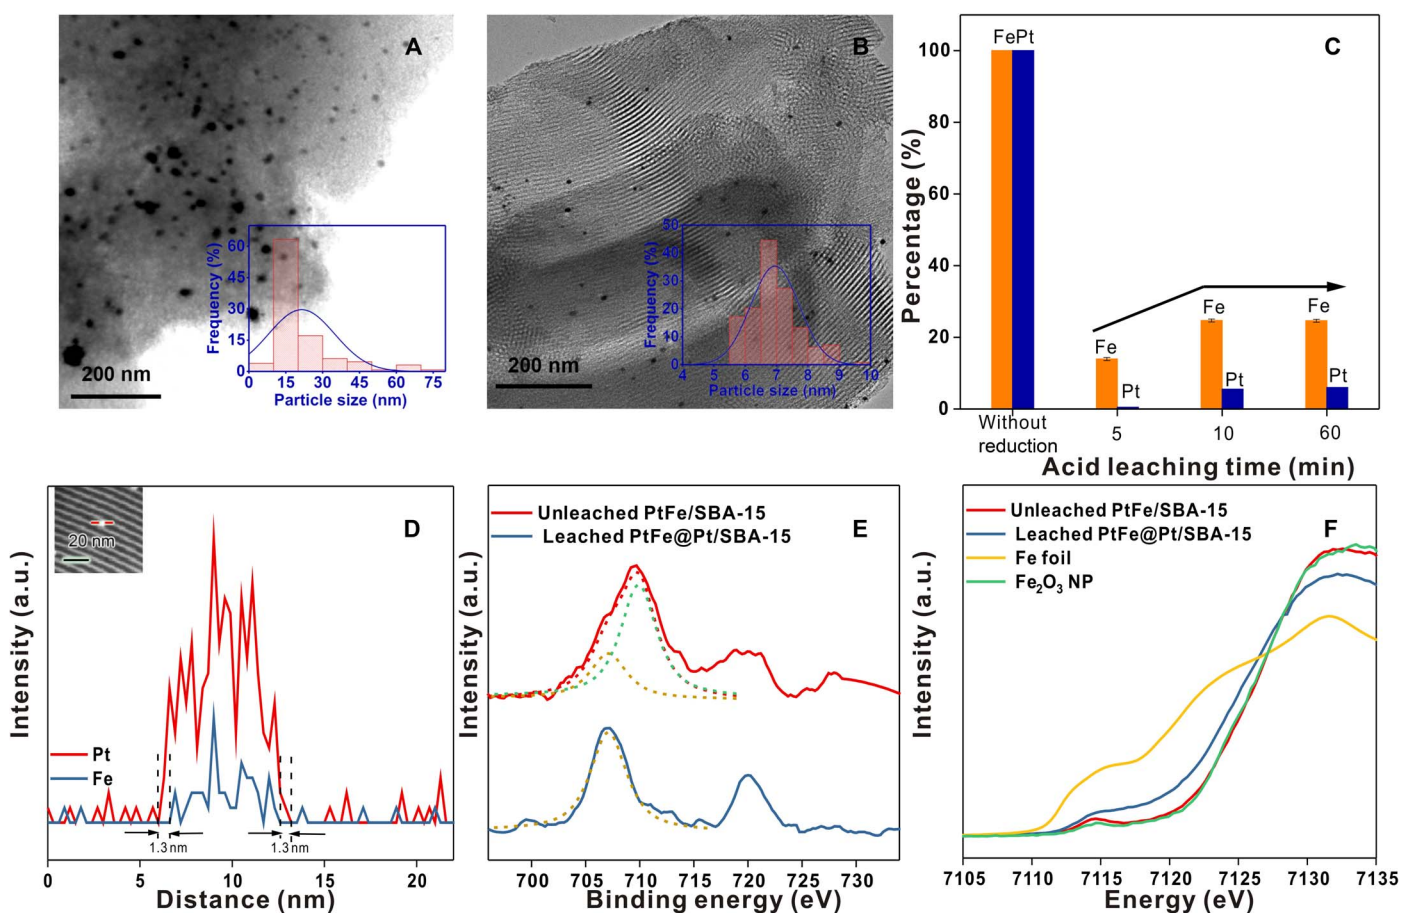 A
Frequency (%)
60
45
30
15
0
0 15 30 45 60 75
Particle size (nm)
200 nm
B
Frequency (%)
50
40
30
20
10
0
4 5 6 7 8 9 10
Particle size (nm)
200 nm
C
Percentage (%)
100
80
60
40
20
0
Fe Pt
Fe
Pt
Fe
Pt
Fe
Pt
Without
reduction
5 10 60
Acid leaching time (min)
D
20 nm
Intensity (a.u.)
Pt
Fe
1.3 nm 1.3 nm
0 5 10 15 20
Distance (nm)
E
Unleached PtFe/SBA-15
Leached PtFe@Pt/SBA-15
Intensity (a.u.)
700 705 710 715 720 725 730
Binding energy (eV)
F
Unleached PtFe/SBA-15
Leached PtFe@Pt/SBA-15
Fe foil
Fe₂O₃ NP
Intensity (a.u.)
7105 7110 7115 7120 7125 7130 7135
Energy (eV)